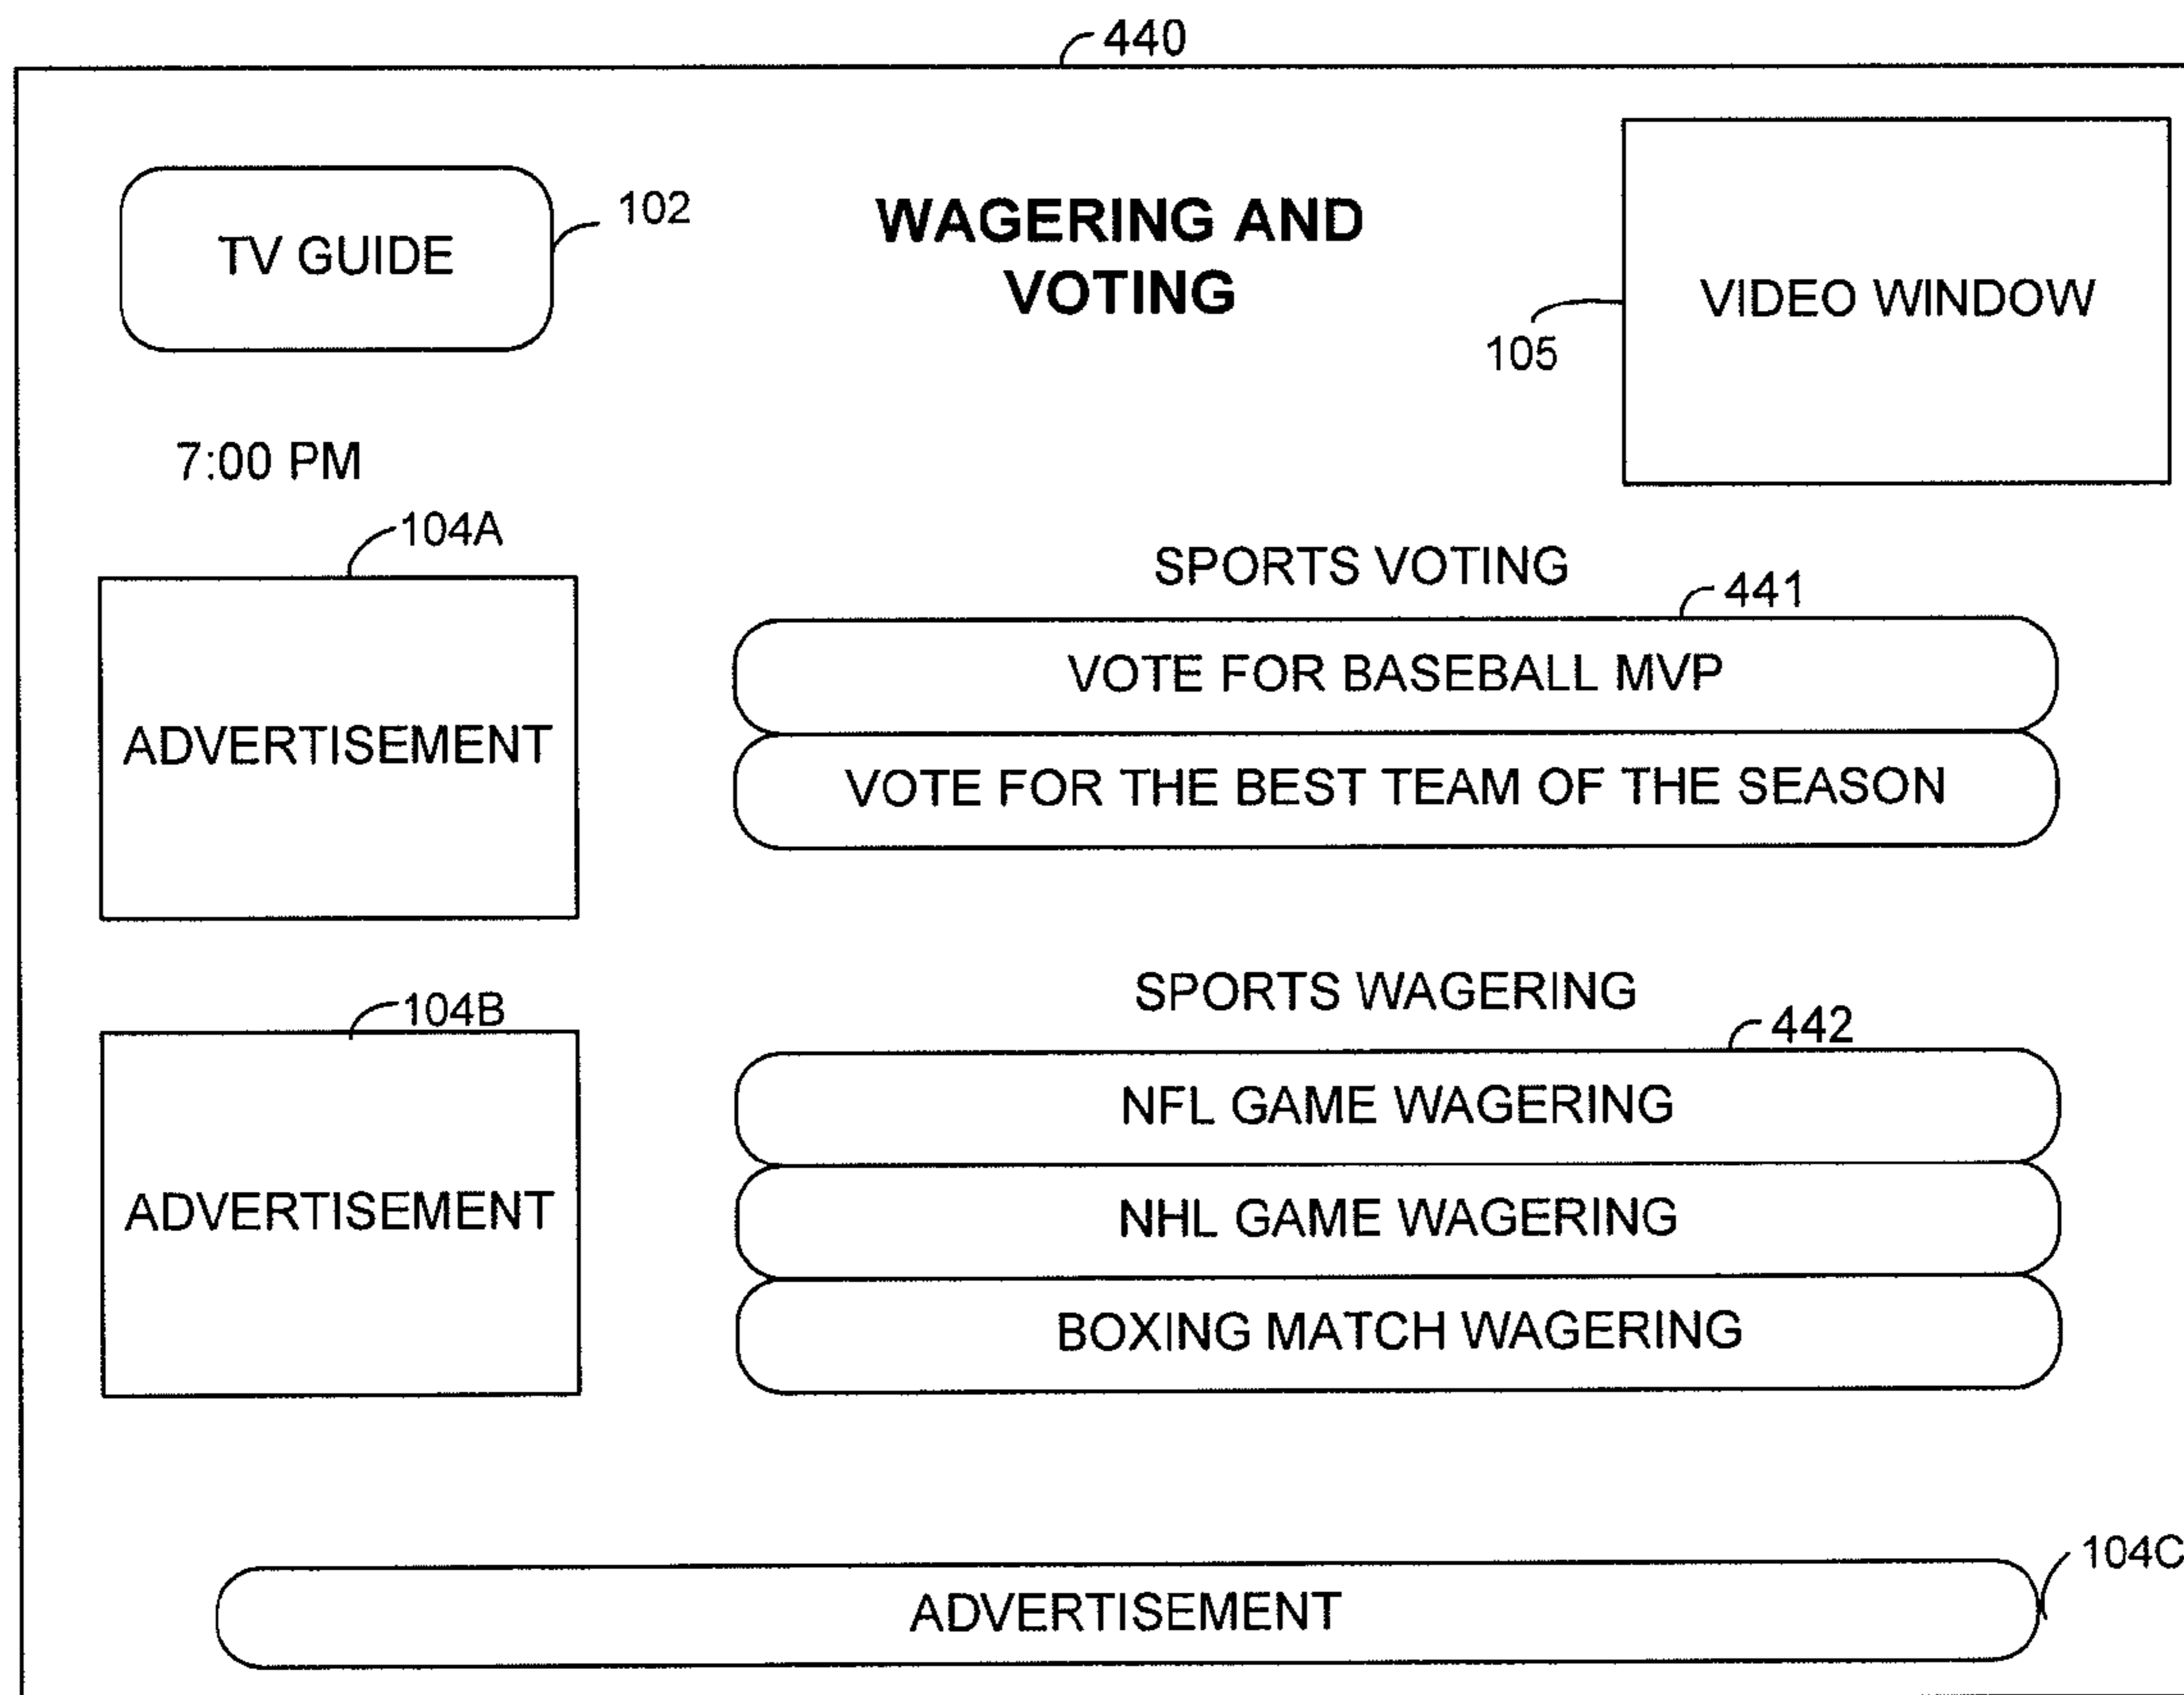 440
TV GUIDE
102
WAGERING AND
VOTING
VIDEO WINDOW
105
7:00 PM
104A
ADVERTISEMENT
SPORTS VOTING
441
VOTE FOR BASEBALL MVP
VOTE FOR THE BEST TEAM OF THE SEASON
104B
ADVERTISEMENT
SPORTS WAGERING
442
NFL GAME WAGERING
NHL GAME WAGERING
BOXING MATCH WAGERING
104C
ADVERTISEMENT